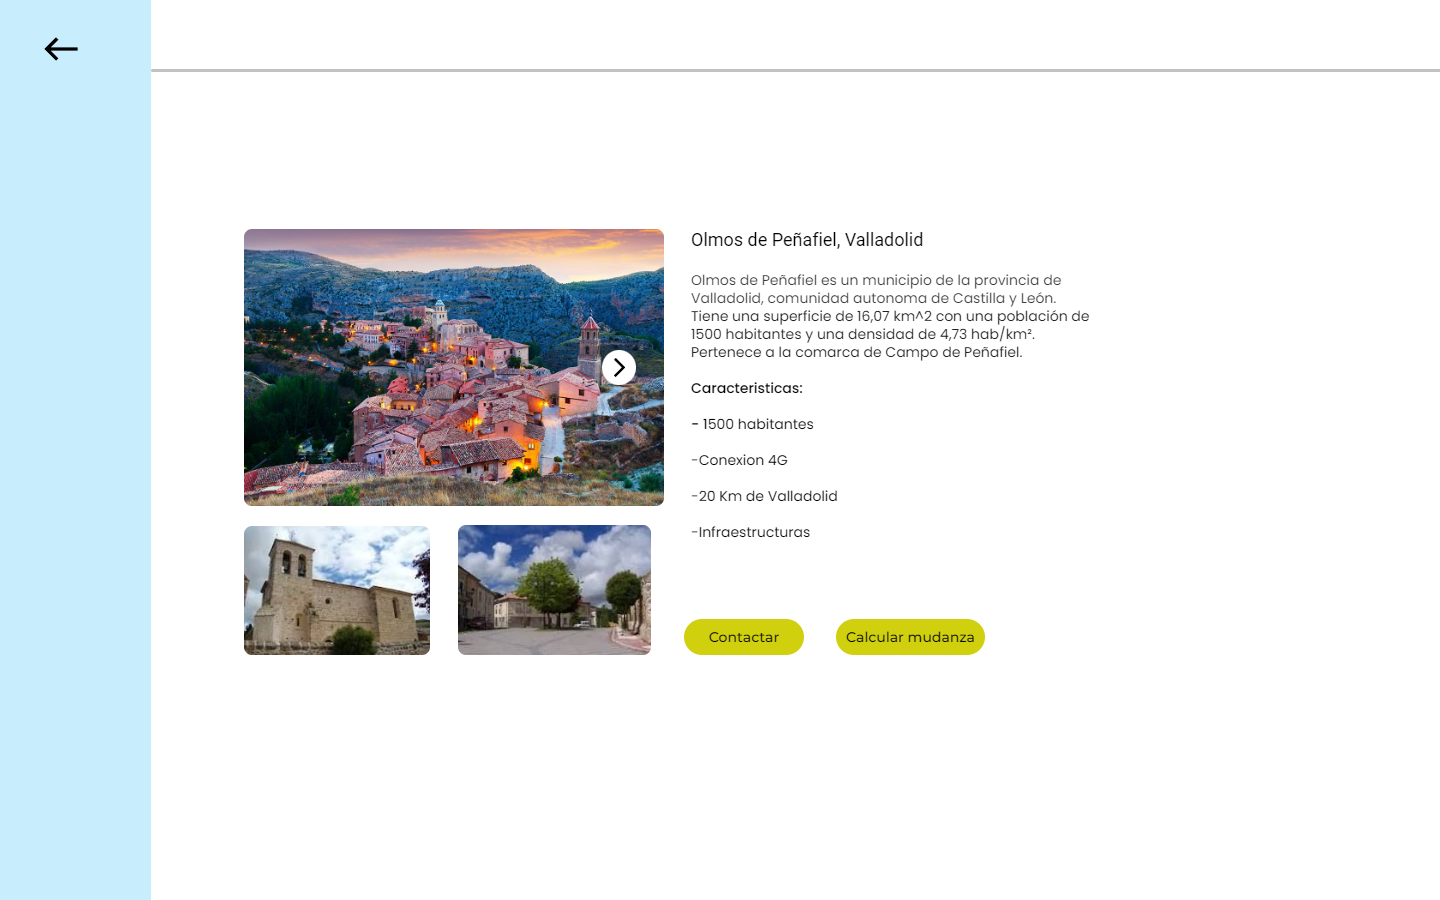 Olmos de Peñafiel, Valladolid
Olmos de Peñafiel es un municipio de la provincia de
Valladolid, comunidad autonoma de Castilla y León.
Tiene una superficie de 16,07 km^2 con una población de
1500 habitantes y una densidad de 4,73 hab/km².
Pertenece a la comarca de Campo de Peñafiel.
Caracteristicas:
- 1500 habitantes
-Conexion 4G
-20 Km de Valladolid
-Infraestructuras
Contactar
Calcular mudanza